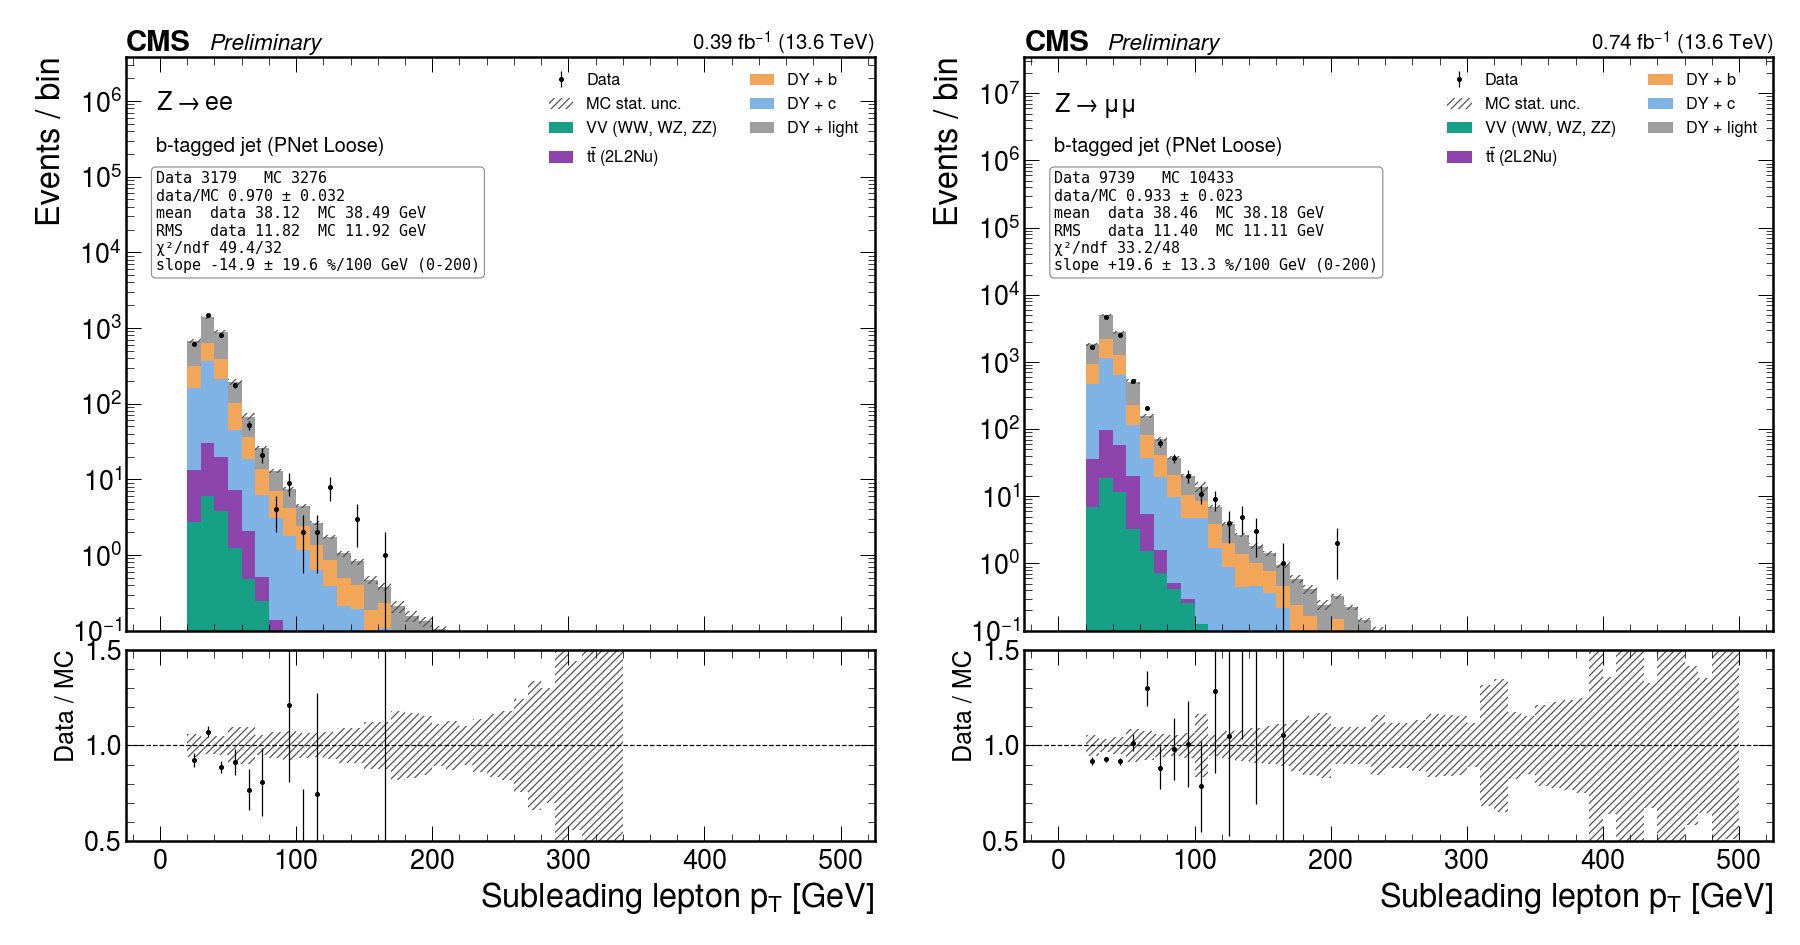 CMS Preliminary 0.39 fb⁻¹ (13.6 TeV)
Events / bin
10⁶
10⁵
10⁴
10³
10²
10¹
10⁰
10⁻¹
Z → ee
b-tagged jet (PNet Loose)
Data 3179 MC 3276
data/MC 0.970 ± 0.032
mean data 38.12 MC 38.49 GeV
RMS data 11.82 MC 11.92 GeV
χ²/ndf 49.4/32
slope -14.9 ± 19.6 %/100 GeV (0-200)
Data
MC stat. unc.
VV (WW, WZ, ZZ)
tt̄ (2L2Nu)
DY + b
DY + c
DY + light
Data / MC
1.5
1.0
0.5
0 100 200 300 400 500
Subleading lepton p_T [GeV]
CMS Preliminary 0.74 fb⁻¹ (13.6 TeV)
Events / bin
10⁷
10⁶
10⁵
10⁴
10³
10²
10¹
10⁰
10⁻¹
Z → μμ
b-tagged jet (PNet Loose)
Data 9739 MC 10433
data/MC 0.933 ± 0.023
mean data 38.46 MC 38.18 GeV
RMS data 11.40 MC 11.11 GeV
χ²/ndf 33.2/48
slope +19.6 ± 13.3 %/100 GeV (0-200)
Data
MC stat. unc.
VV (WW, WZ, ZZ)
tt̄ (2L2Nu)
DY + b
DY + c
DY + light
Data / MC
1.5
1.0
0.5
0 100 200 300 400 500
Subleading lepton p_T [GeV]